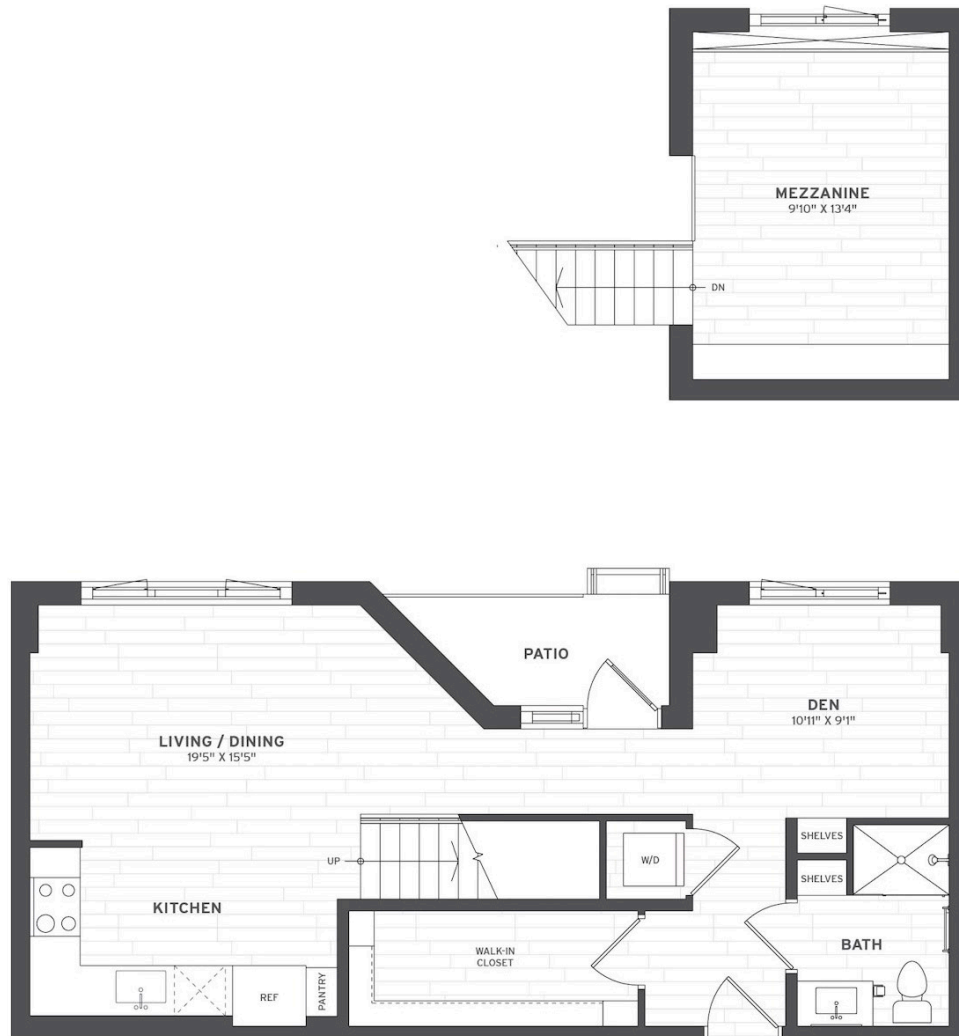 MEZZANINE
9'10" X 13'4"
DN
PATIO
DEN
10'11" X 9'1"
LIVING / DINING
19'5" X 15'5"
UP
W/D
SHELVES
SHELVES
KITCHEN
WALK-IN
CLOSET
BATH
REF
PANTRY